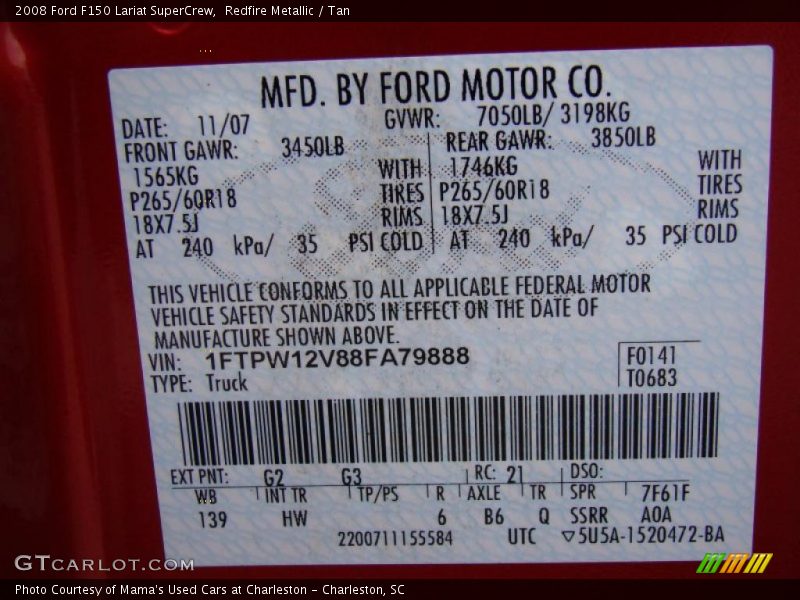 2008 Ford F150 Lariat SuperCrew,  Redfire Metallic / Tan
MFD. BY FORD MOTOR CO.
DATE: 11/07 GVWR: 7050LB/ 3198KG
FRONT GAWR: 3450LB REAR GAWR: 3850LB
1565KG WITH 1746KG WITH
P265/60R18 TIRES P265/60R18 TIRES
18X7.5J RIMS 18X7.5J RIMS
AT 240 kPa/ 35 PSI COLD AT 240 kPa/ 35 PSI COLD
THIS VEHICLE CONFORMS TO ALL APPLICABLE FEDERAL MOTOR
VEHICLE SAFETY STANDARDS IN EFFECT ON THE DATE OF
MANUFACTURE SHOWN ABOVE.
VIN: 1FTPW12V88FA79888 F0141
TYPE: Truck T0683
EXT PNT: G2 G3 RC: 21 DSO:
WB INT TR TP/PS R AXLE TR SPR 7F61F
139 HW 6 B6 Q SSRR A0A
2200711155584 UTC ▽5U5A-1520472-BA
GTCARLOT.COM
Photo Courtesy of Mama's Used Cars at Charleston - Charleston, SC